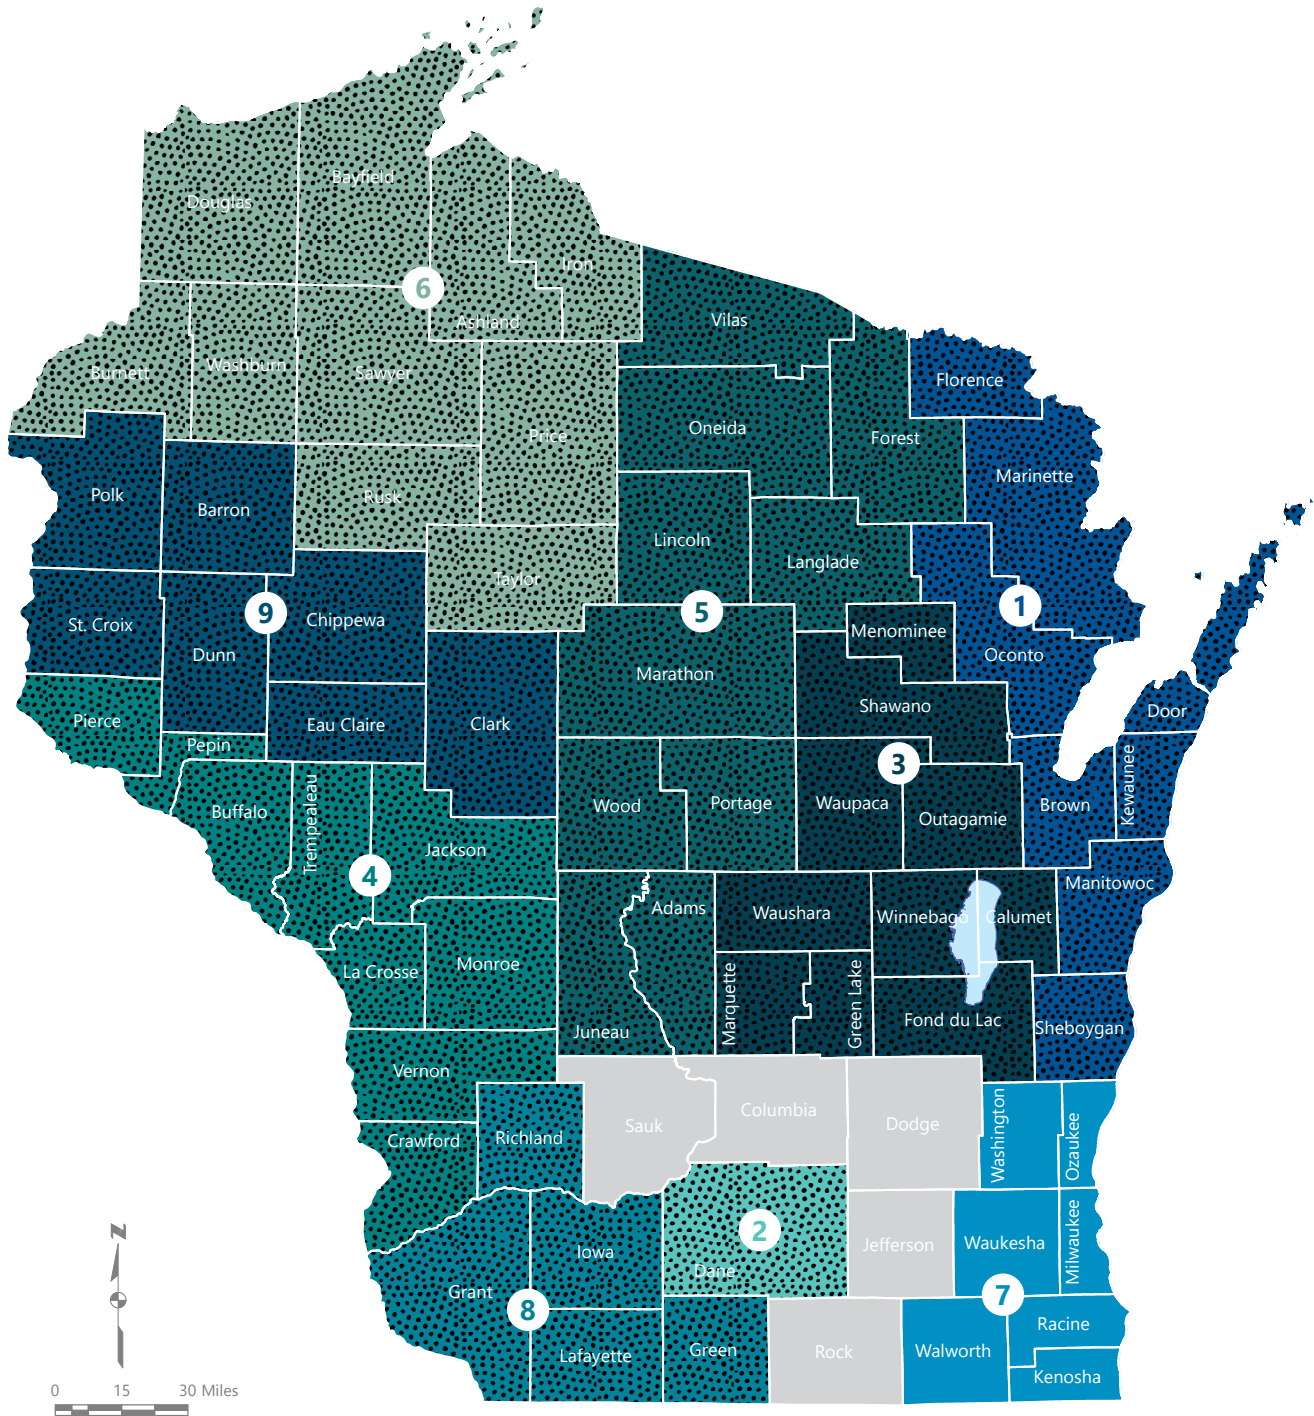 Douglas
Bayfield
Iron
6
Ashland
Vilas
Burnett
Washburn
Sawyer
Florence
Price
Oneida
Forest
Marinette
Polk
Barron
Rusk
Lincoln
Langlade
Taylor
St. Croix
9
Chippewa
5
1
Menominee
Dunn
Oconto
Marathon
Shawano
Pierce
Pepin
Eau Claire
Clark
Door
3
Buffalo
Trempealeau
Wood
Portage
Waupaca
Outagamie
Brown
Kewaunee
Jackson
4
Manitowoc
Adams
Waushara
Winnebago
Calumet
La Crosse
Monroe
Juneau
Marquette
Green Lake
Fond du Lac
Sheboygan
Vernon
Crawford
Richland
Sauk
Columbia
Dodge
Washington
Ozaukee
N
Iowa
2
Dane
Jefferson
Waukesha
Milwaukee
Grant
8
7
Lafayette
Green
Rock
Walworth
Racine
Kenosha
0 15 30 Miles